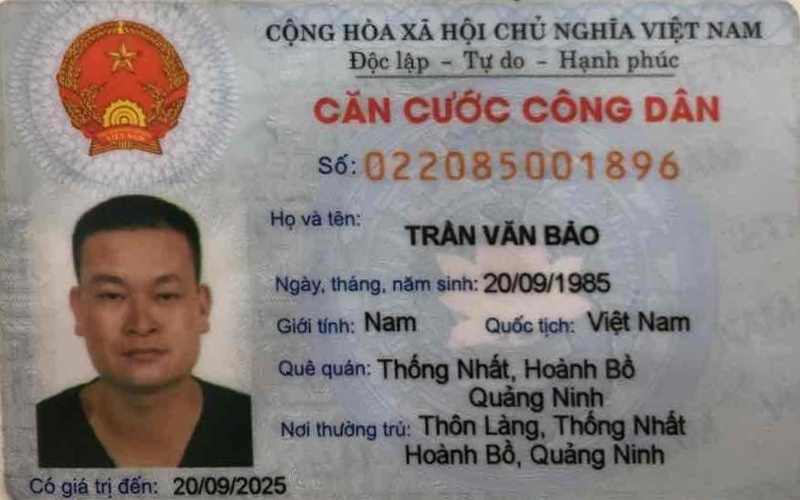 CỘNG HÒA XÃ HỘI CHỦ NGHĨA VIỆT NAM
Độc lập - Tự do - Hạnh phúc
CĂN CƯỚC CÔNG DÂN
Số: 022085001896
Họ và tên:
TRẦN VĂN BẢO
Ngày, tháng, năm sinh: 20/09/1985
Giới tính: Nam Quốc tịch: Việt Nam
Quê quán: Thống Nhất, Hoành Bồ
Quảng Ninh
Nơi thường trú: Thôn Làng, Thống Nhất
Hoành Bồ, Quảng Ninh
Có giá trị đến: 20/09/2025